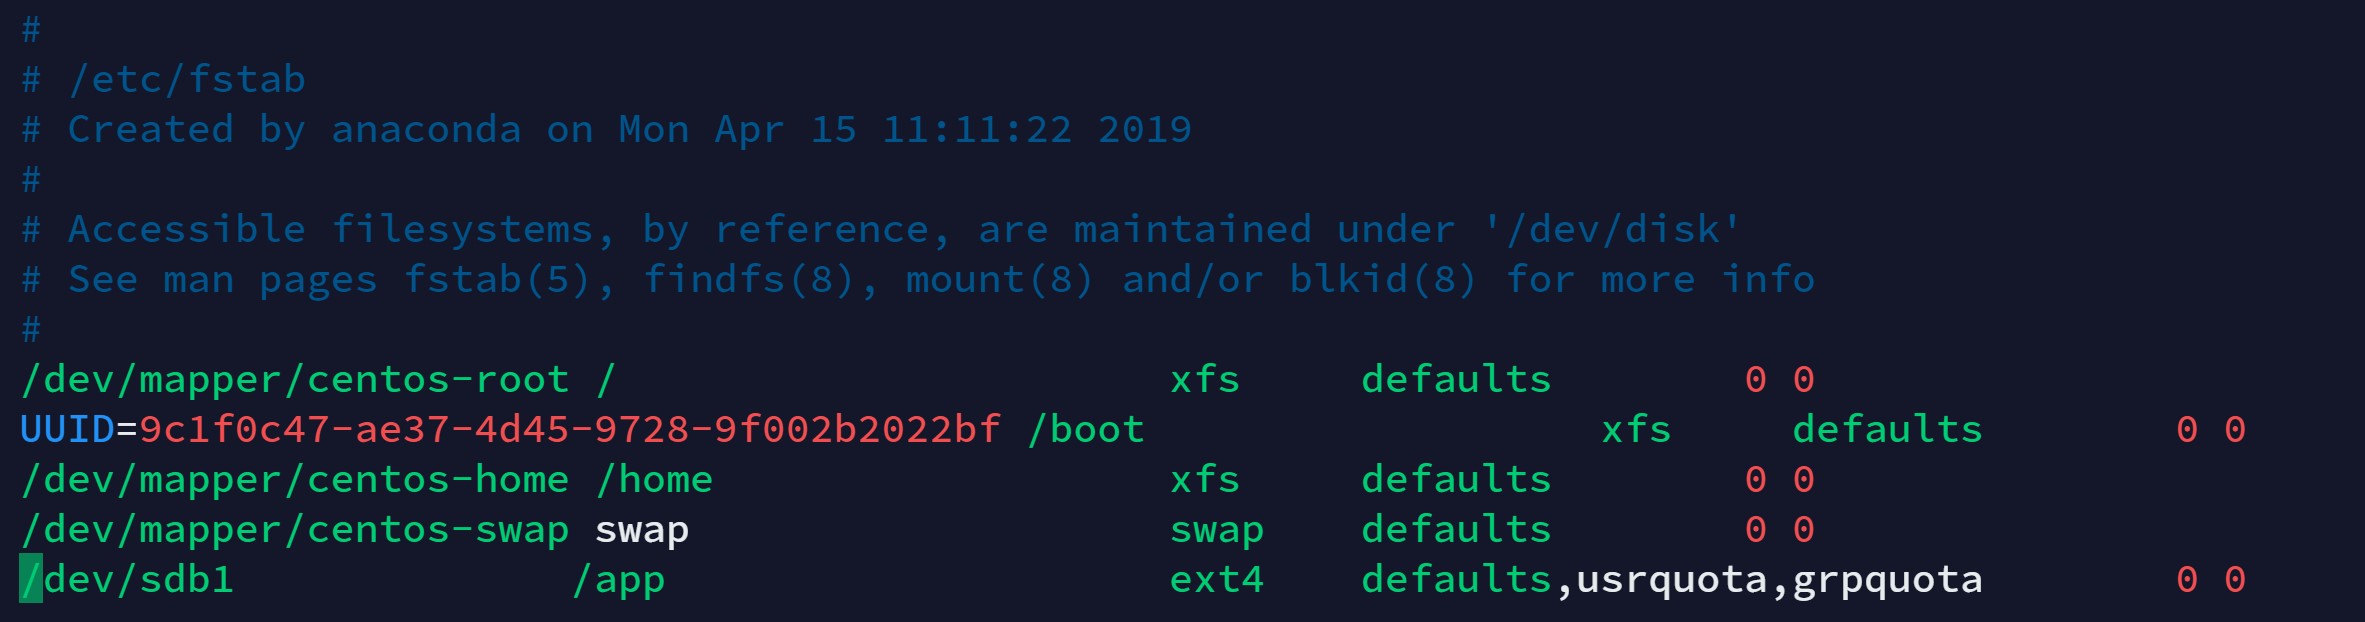 #
# /etc/fstab
# Created by anaconda on Mon Apr 15 11:11:22 2019
#
# Accessible filesystems, by reference, are maintained under '/dev/disk'
# See man pages fstab(5), findfs(8), mount(8) and/or blkid(8) for more info
#
/dev/mapper/centos-root /                       xfs     defaults        0 0
UUID=9c1f0c47-ae37-4d45-9728-9f002b2022bf /boot                   xfs     defaults        0 0
/dev/mapper/centos-home /home                   xfs     defaults        0 0
/dev/mapper/centos-swap swap                    swap    defaults        0 0
/dev/sdb1              /app                     ext4    defaults,usrquota,grpquota        0 0